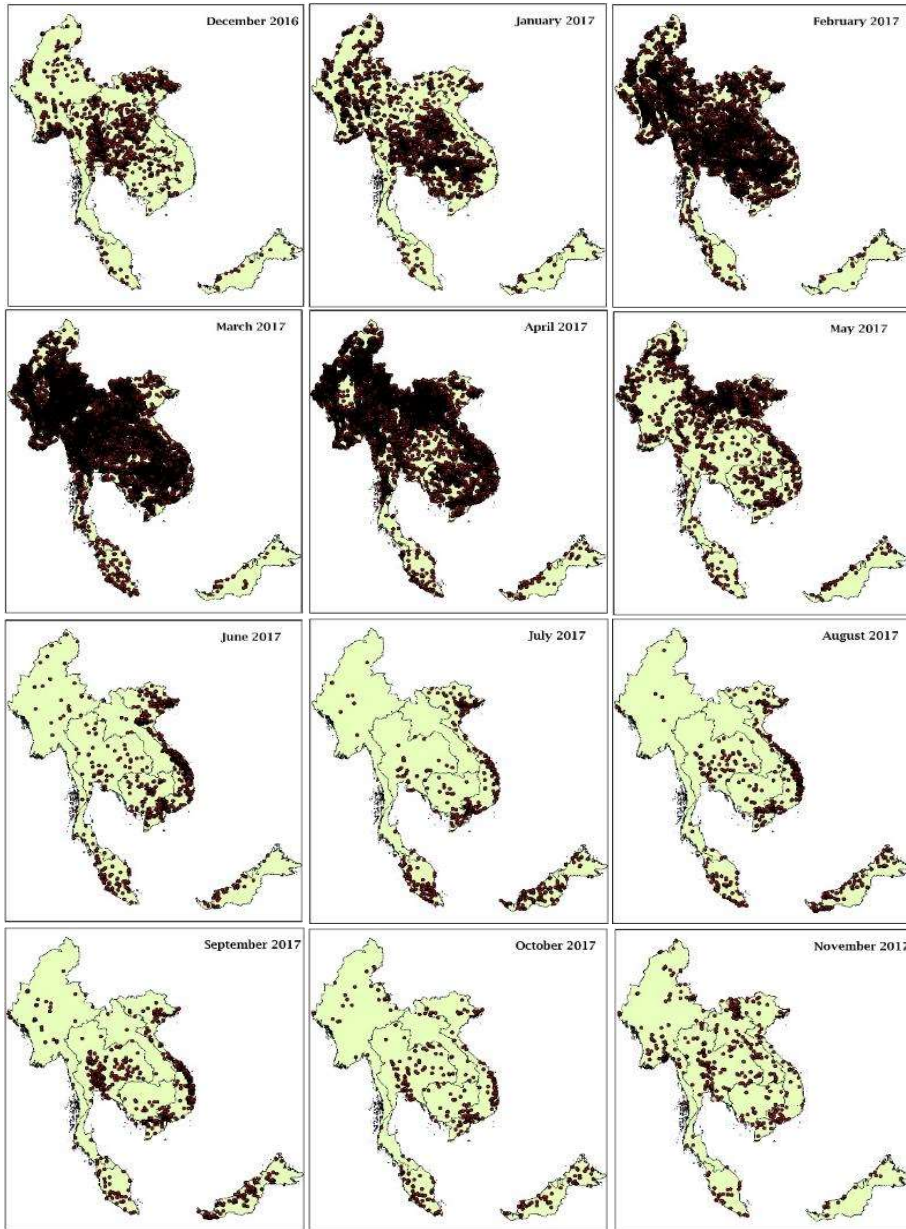 December 2016
January 2017
February 2017
March 2017
April 2017
May 2017
June 2017
July 2017
August 2017
September 2017
October 2017
November 2017